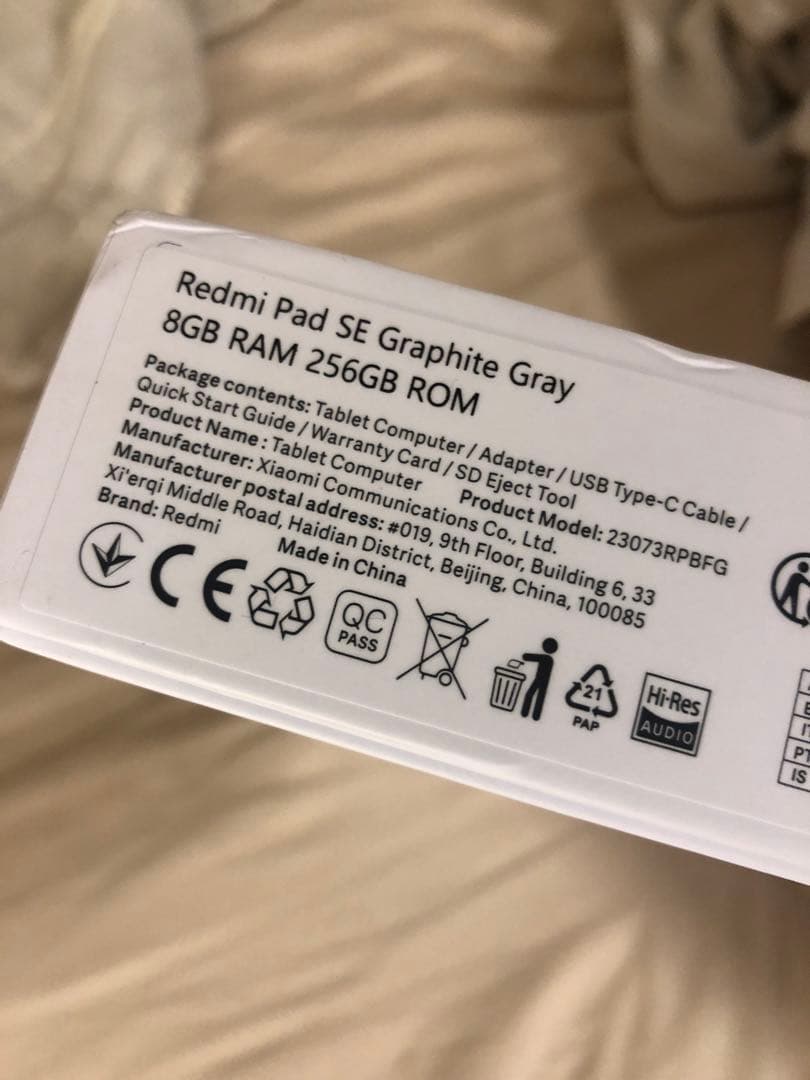 Redmi Pad SE Graphite Gray
8GB RAM 256GB ROM
Package contents: Tablet Computer / Adapter / USB Type-C Cable /
Quick Start Guide / Warranty Card / SD Eject Tool
Product Name : Tablet Computer Product Model: 23073RPBFG
Manufacturer: Xiaomi Communications Co., Ltd.
Manufacturer postal address: #019, 9th Floor, Building 6, 33
Xi'erqi Middle Road, Haidian District, Beijing, China, 100085
Brand: Redmi Made in China
CE
QC
PASS
21
PAP
Hi-Res
AUDIO
PT
IS